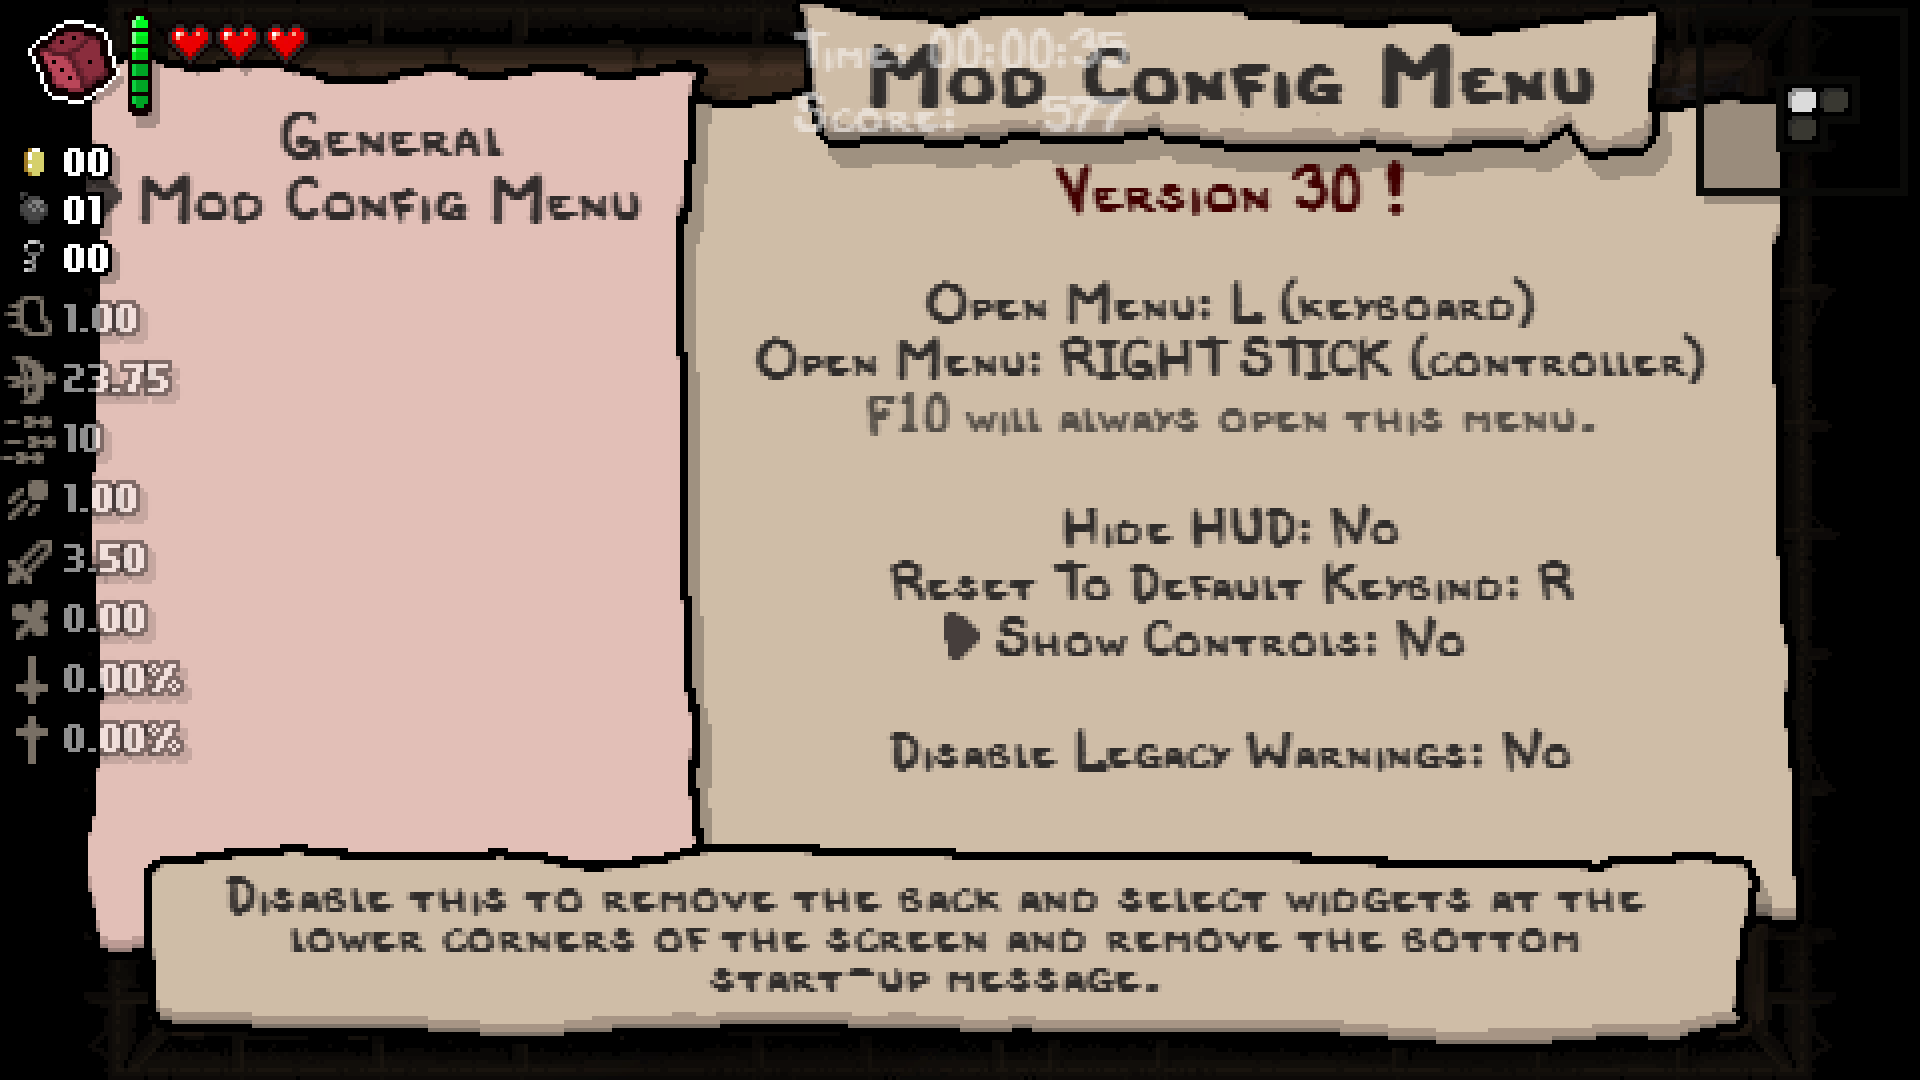 Time: 00:00:35
Score: 577
Mod Config Menu
General
Mod Config Menu
00
01
00
1.00
23.75
10
1.00
3.50
0.00
0.00%
0.00%
Version 30 !
Open Menu: L (keyboard)
Open Menu: RIGHT STICK (controller)
F10 will always open this menu.
Hide HUD: No
Reset To Default Keybind: R
Show Controls: No
Disable Legacy Warnings: No
Disable this to remove the back and select widgets at the
lower corners of the screen and remove the bottom
start-up message.